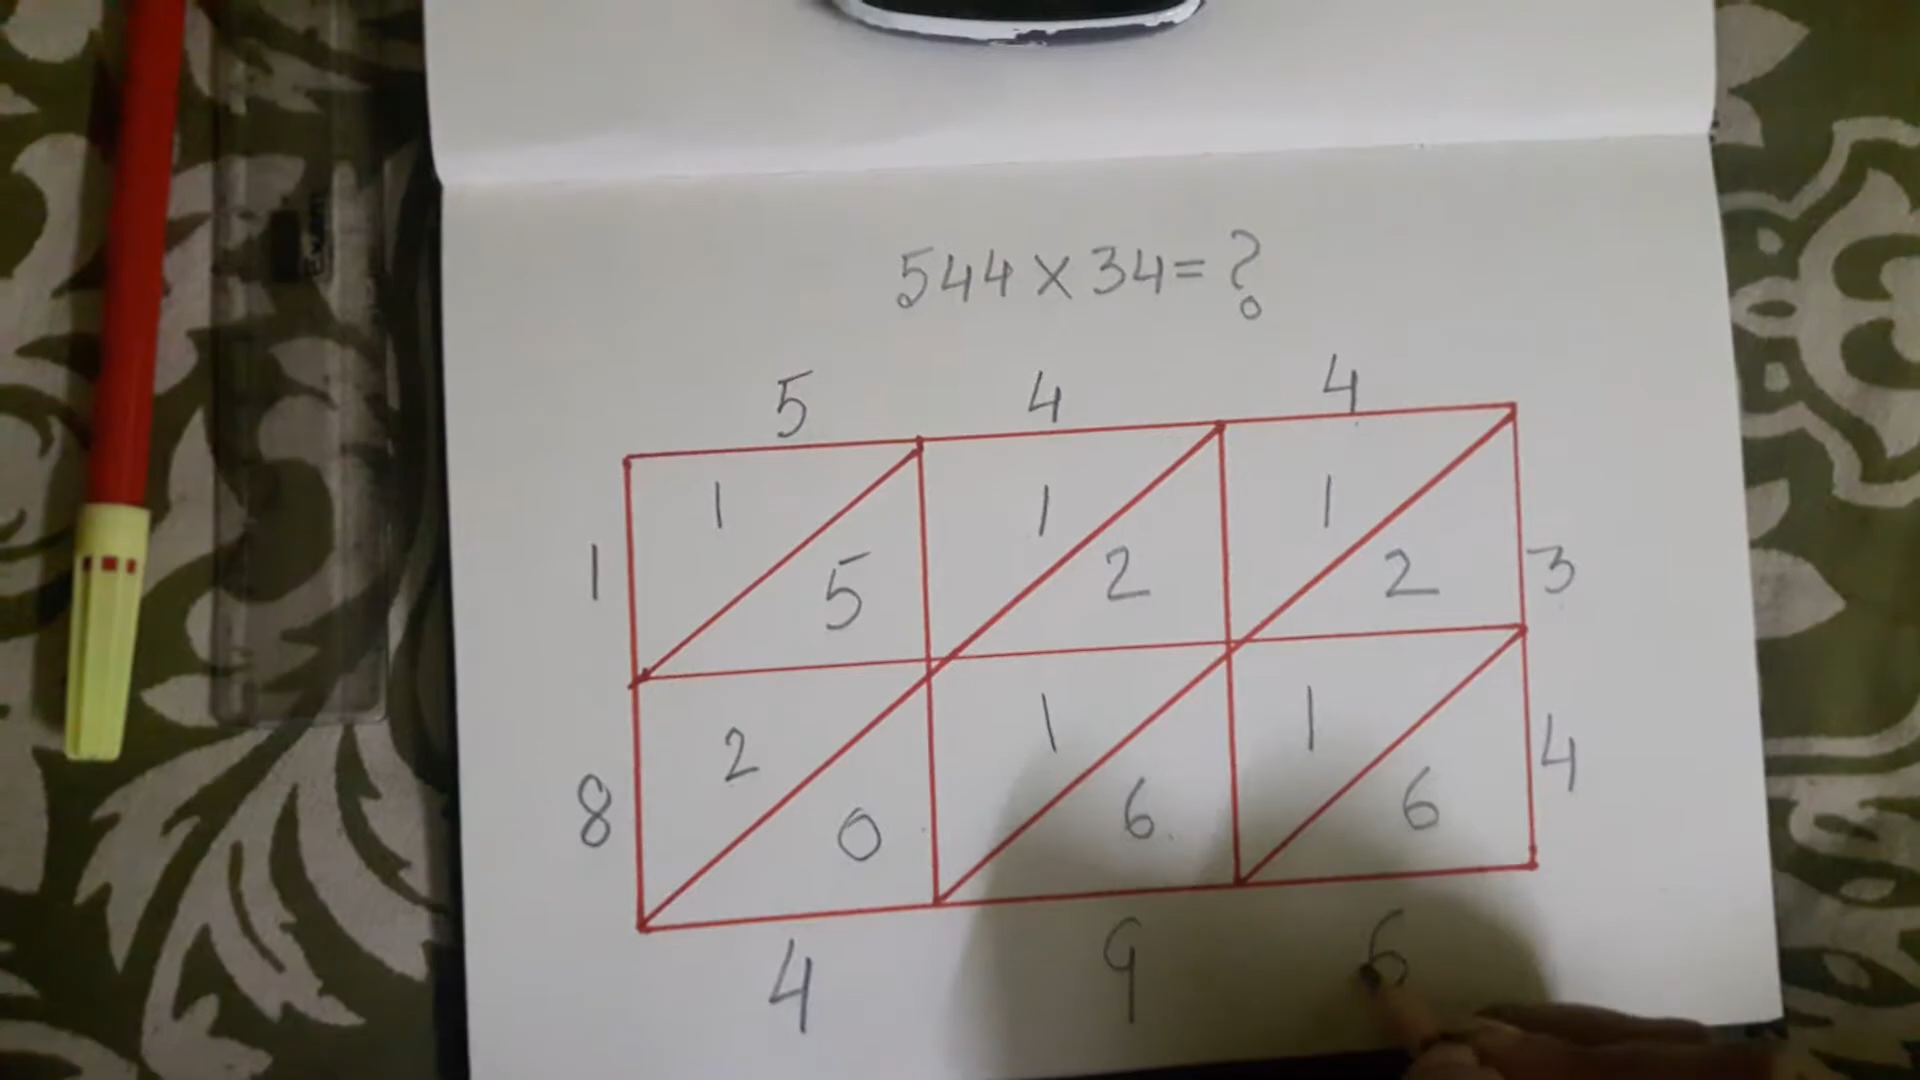 544 × 34 = ?
5 4 4
1 1 1
1 5 2 2 3
2 1 1 4
8 0 6 6
4 9 6